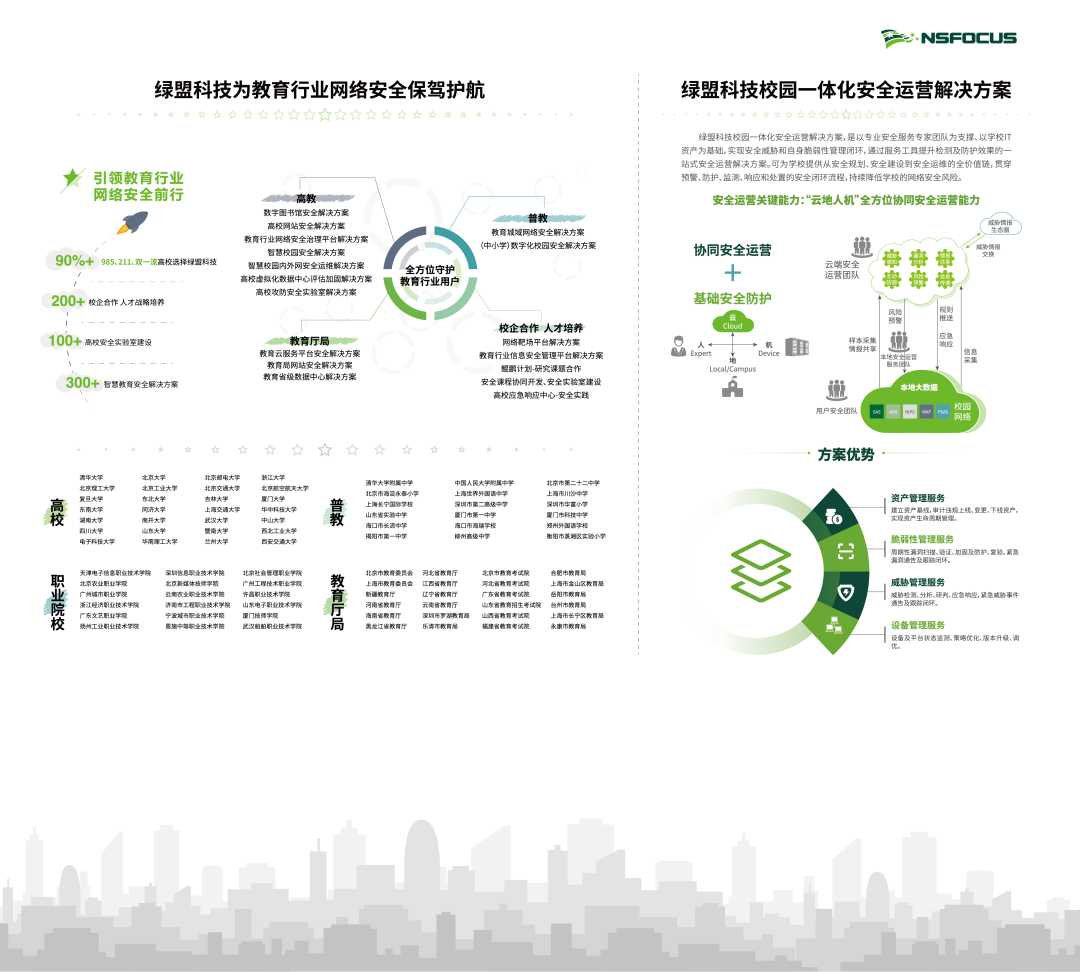 NSFOCUS
绿盟科技为教育行业网络安全保驾护航
引领教育行业
网络安全前行
90%+ 985、211、双一流高校选择绿盟科技
200+ 校企合作 人才战略培养
100+ 高校安全实验室建设
300+ 智慧教育安全解决方案
高教
数字图书馆安全解决方案
高校网站安全解决方案
教育行业网络安全治理平台解决方案
智慧校园安全解决方案
智慧校园内外网安全运维解决方案
高校虚拟化数据中心评估加固解决方案
高校攻防安全实验室解决方案
普教
教育城域网络安全解决方案
(中小学) 数字化校园安全解决方案
全方位守护
教育行业用户
教育厅局
教育云服务平台安全解决方案
教育局网站安全解决方案
教育省级数据中心解决方案
校企合作 人才培养
网络靶场平台解决方案
教育行业信息安全管理平台解决方案
鲲鹏计划-研究课题合作
安全课程协同开发、安全实验室建设
高校应急响应中心-安全实践
高校
清华大学 北京大学 北京邮电大学 浙江大学
北京理工大学 北京工业大学 北京交通大学 北京航空航天大学
复旦大学 东北大学 吉林大学 厦门大学
东南大学 同济大学 上海交通大学 华中科技大学
湖南大学 南开大学 武汉大学 中山大学
四川大学 山东大学 暨南大学 西北工业大学
电子科技大学 华南理工大学 兰州大学 西安交通大学
普教
清华大学附属中学 中国人民大学附属中学 北京市第二十二中学
北京市海淀永泰小学 上海世界外国语中学 上海市川沙中学
上海长宁国际学校 深圳市第二高级中学 深圳华富小学
山东省实验中学 厦门市第一中学 厦门市科技中学
海口市长流中学 海口市海瑞学校 郑州外国语学校
揭阳市第一中学 柳州高级中学 衡阳市蒸湘区实验小学
职业院校
天津电子信息职业技术学院 深圳信息职业技术学院 北京社会管理职业学院
北京农业职业学院 北京新媒体技师学院 广州工程技术职业学院
广州城市职业学院 云南农业职业技术学院 许昌职业技术学院
浙江经济职业技术学院 济南市工程职业技术学院 山东电子职业技术学院
广东文艺职业学院 宁波城市职业技术学院 厦门技师学院
扬州工业职业技术学院 恩施中等职业技术学院 武汉船舶职业技术学院
教育厅局
北京市教育委员会 河北省教育厅 北京市教育考试院 合肥市教育局
上海市教育委员会 江西省教育厅 河北省教育考试院 上海市金山区教育局
新疆教育厅 辽宁省教育厅 广东省教育考试院 岳阳市教育局
河南省教育厅 云南省教育厅 山东省教育招生考试院 台州市教育局
海南省教育厅 深圳市罗湖教育局 山西省教育考试院 上海市长宁区教育局
黑龙江省教育厅 乐清市教育局 福建省教育考试院 永康市教育局
绿盟科技校园一体化安全运营解决方案
绿盟科技校园一体化安全运营解决方案,是以专业安全服务专家团队为支撑、以学校IT
资产为基础,实现安全威胁和自身脆弱性管理闭环,通过服务工具提升检测及防护效果的一
站式安全运营解决方案。可为学校提供从安全规划、安全建设到安全运维的全价值链,贯穿
预警、防护、监测、响应和处置的安全闭环流程,持续降低学校的网络安全风险。
安全运营关键能力:“云地人机”全方位协同安全运营能力
协同安全运营
+
基础安全防护
云
Cloud
人
Expert
机
Device
地
Local/Campus
威胁情报
生态圈
威胁情报
交换
云端安全
运营团队
风险
预警
规则
推送
样本采集
情报共享
应急
响应
信息
采集
本地安全运营
服务团队
本地大数据
用户安全团队
SAS
ADS
NIPS
WAF
PSAS
校园
网络
方案优势
资产管理服务
建立资产基线,审计违规上线、变更、下线资产。
实现资产生命周期管理。
脆弱性管理服务
周期性漏洞扫描、验证、加固及防护、复验,紧急
漏洞通告及跟踪闭环。
威胁管理服务
威胁检测、分析、研判、应急响应,紧急威胁事件
通告及跟踪闭环。
设备管理服务
设备及平台状态监测、策略优化、版本升级、调
优。